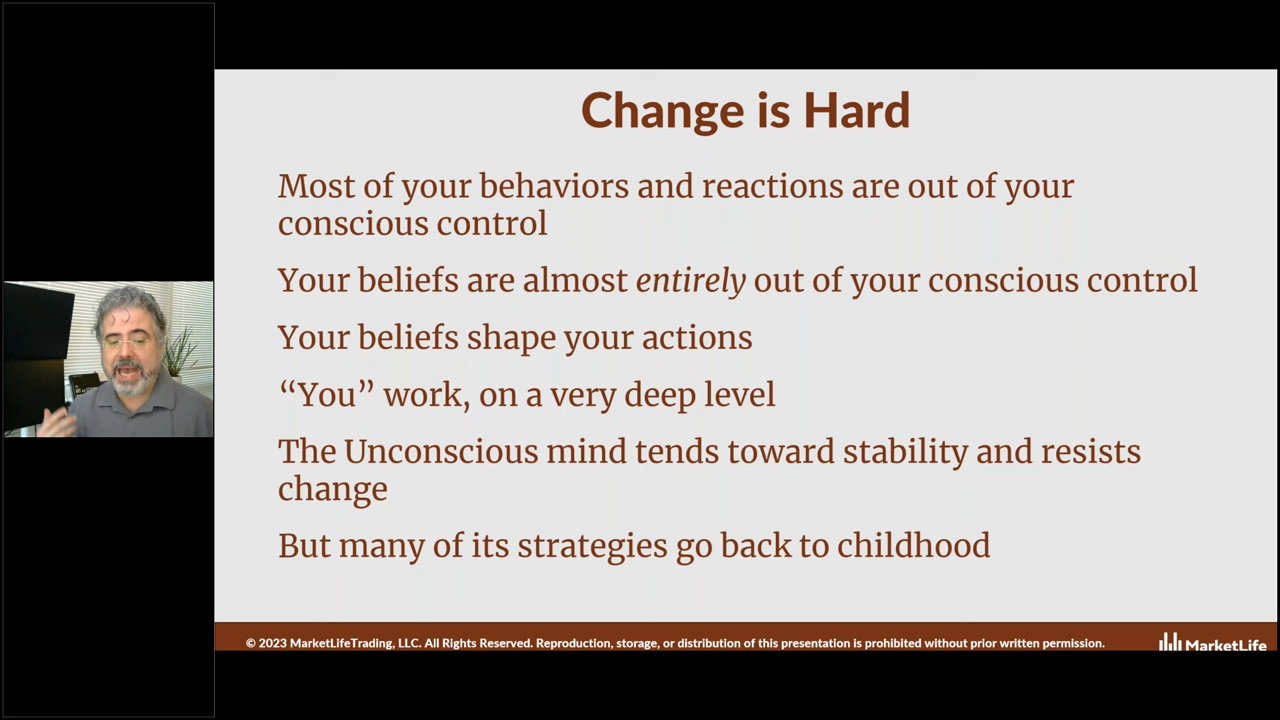 Change is Hard
Most of your behaviors and reactions are out of your
conscious control
Your beliefs are almost entirely out of your conscious control
Your beliefs shape your actions
“You” work, on a very deep level
The Unconscious mind tends toward stability and resists
change
But many of its strategies go back to childhood
© 2023 MarketLifeTrading, LLC. All Rights Reserved. Reproduction, storage, or distribution of this presentation is prohibited without prior written permission.
MarketLife